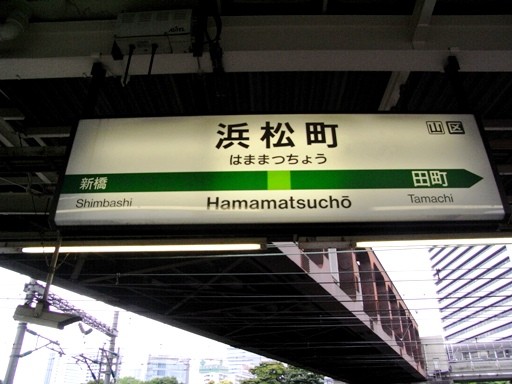 浜松町
山 区
はままつちょう
新橋
田町
Shimbashi
Hamamatsuchō
Tamachi